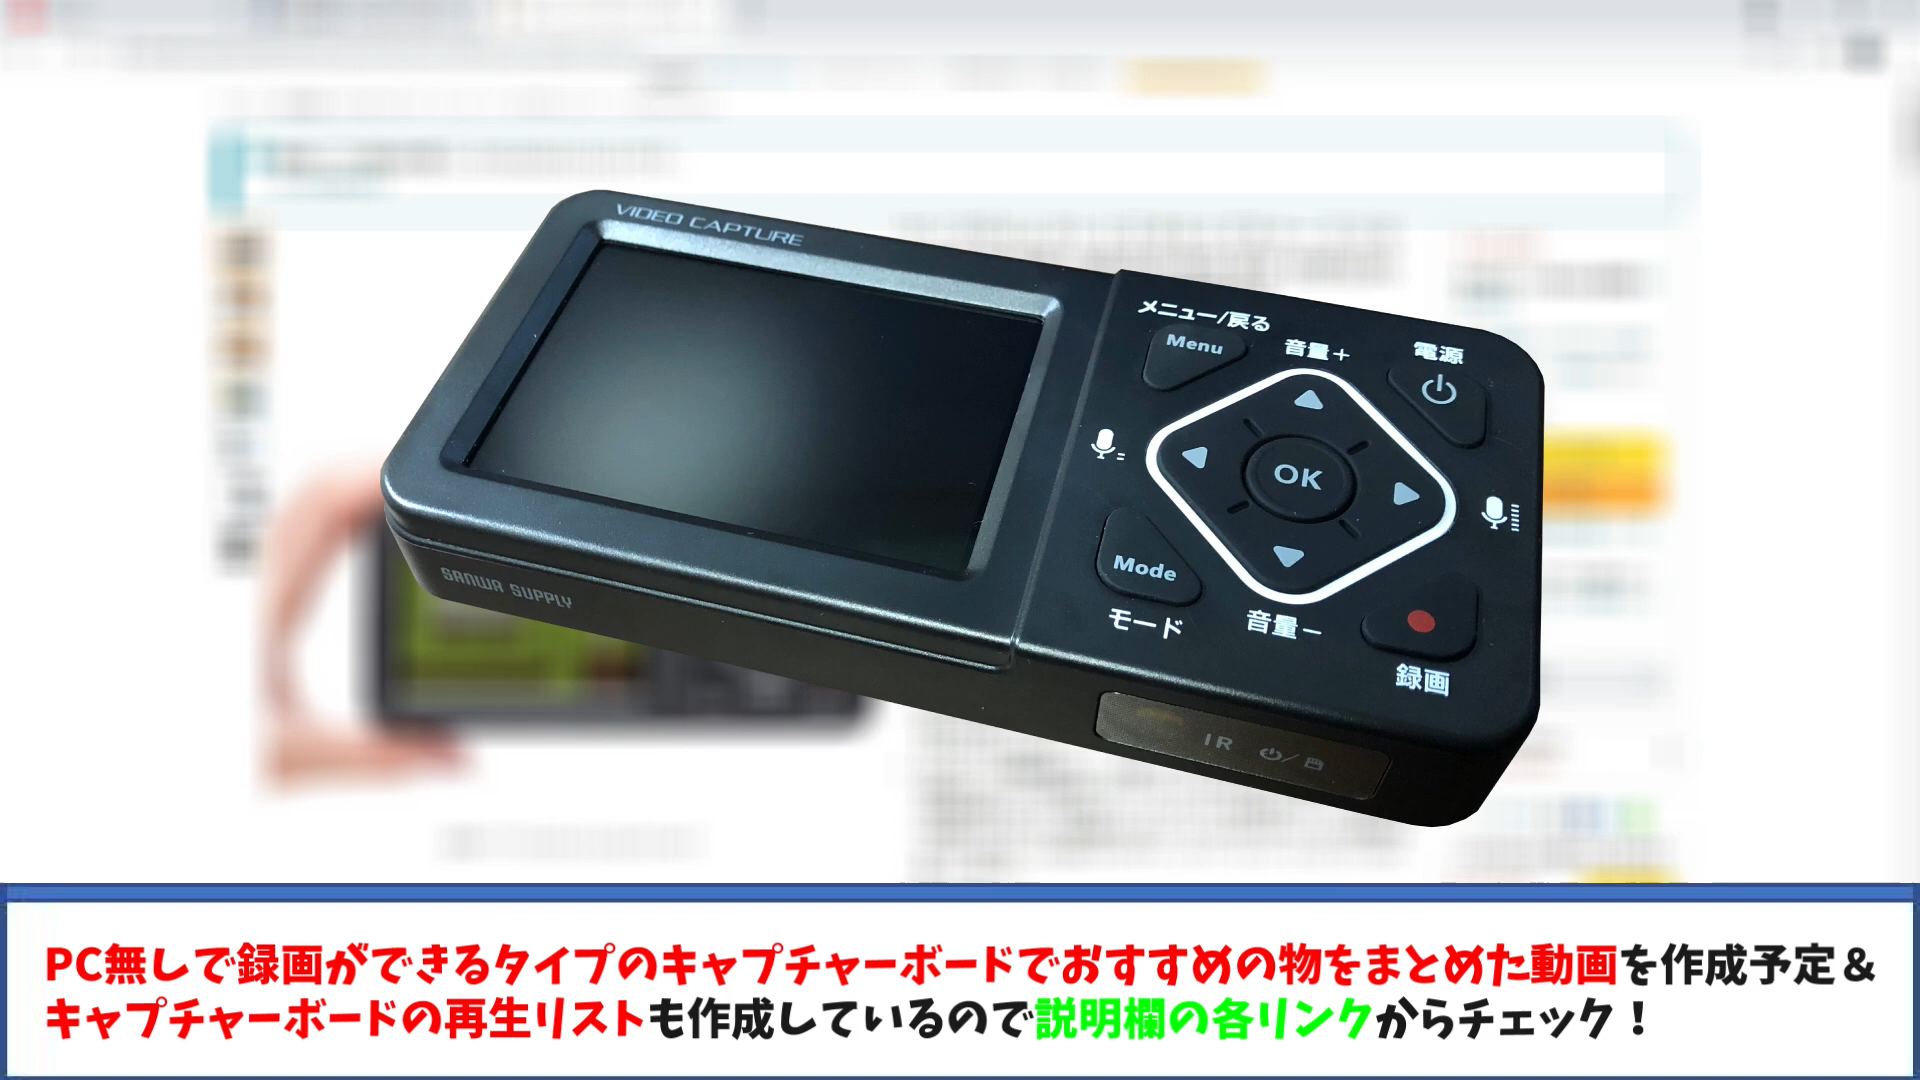 VIDEO CAPTURE
メニュー/戻る
Menu
音量+
電源
OK
Mode
モード
音量-
録画
SANWA SUPPLY
IR
PC無しで録画ができるタイプのキャプチャーボードでおすすめの物をまとめた動画を作成予定&
キャプチャーボードの再生リストも作成しているので説明欄の各リンクからチェック!